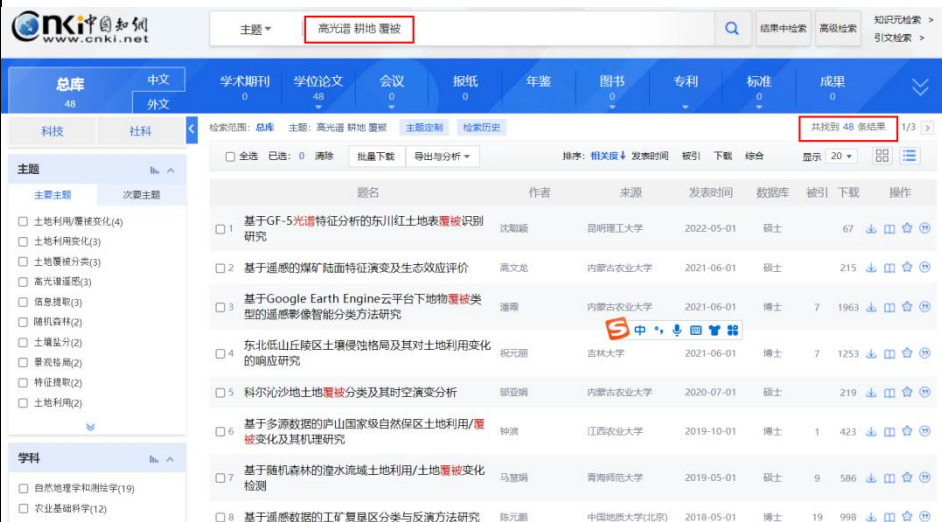 CNKi中国知网
www.cnki.net
主题
高光谱 耕地 覆被
结果中检索
高级检索
知识元检索 >
引文检索 >
总库
48
中文
外文
学术期刊
0
学位论文
48
会议
0
报纸
0
年鉴
图书
0
专利
标准
0
成果
0
科技
社科
检索范围：总库 主题：高光谱 耕地 覆被 主题定制 检索历史
共找到 48 条结果 1/3 >
全选 已选：0 清除 批量下载 导出与分析
排序：相关度↓ 发表时间 被引 下载 综合
显示 20
主题
主要主题 次要主题
土地利用/覆被变化(4)
土地利用变化(3)
土地覆被分类(3)
高光谱遥感(3)
信息提取(3)
随机森林(2)
土壤盐分(2)
景观格局(2)
特征提取(2)
土地利用(2)
学科
自然地理学和测绘学(19)
农业基础科学(12)
题名 作者 来源 发表时间 数据库 被引 下载 操作
1 基于GF-5光谱特征分析的东川红土地表覆被识别
研究
沈聪颖 昆明理工大学 2022-05-01 硕士 67
2 基于遥感的煤矿陆面特征演变及生态效应评价 高文龙 内蒙古农业大学 2021-06-01 硕士 215
3 基于Google Earth Engine云平台下地物覆被类
型的遥感影像智能分类方法研究
潘霞 内蒙古农业大学 2021-06-01 博士 7 1963
中
4 东北低山丘陵区土壤侵蚀格局及其对土地利用变化
的响应研究
祝元丽 吉林大学 2021-06-01 博士 7 1253
5 科尔沁沙地土地覆被分类及其时空演变分析 邬亚娟 内蒙古农业大学 2020-07-01 硕士 219
6 基于多源数据的庐山国家级自然保护区土地利用/覆
被变化及其机理研究
钟滨 江西农业大学 2019-10-01 博士 1 423
7 基于随机森林的湟水流域土地利用/土地覆被变化
检测
马慧娟 青海师范大学 2019-05-01 硕士 9 586
8 基于遥感数据的工矿复垦区分类与反演方法研究 陈元鹏 中国地质大学(北京) 2018-05-01 博士 19 998